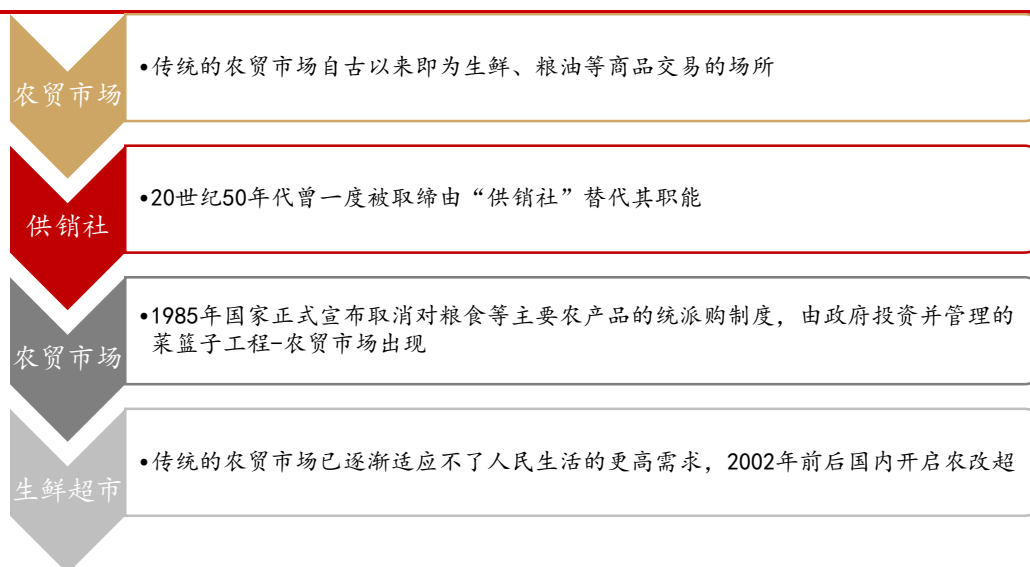 农贸市场
•传统的农贸市场自古以来即为生鲜、粮油等商品交易的场所
供销社
•20世纪50年代曾一度被取缔由“供销社”替代其职能
农贸市场
•1985年国家正式宣布取消对粮食等主要农产品的统派购制度，由政府投资并管理的
菜篮子工程-农贸市场出现
生鲜超市
•传统的农贸市场已逐渐适应不了人民生活的更高需求，2002年前后国内开启农改超